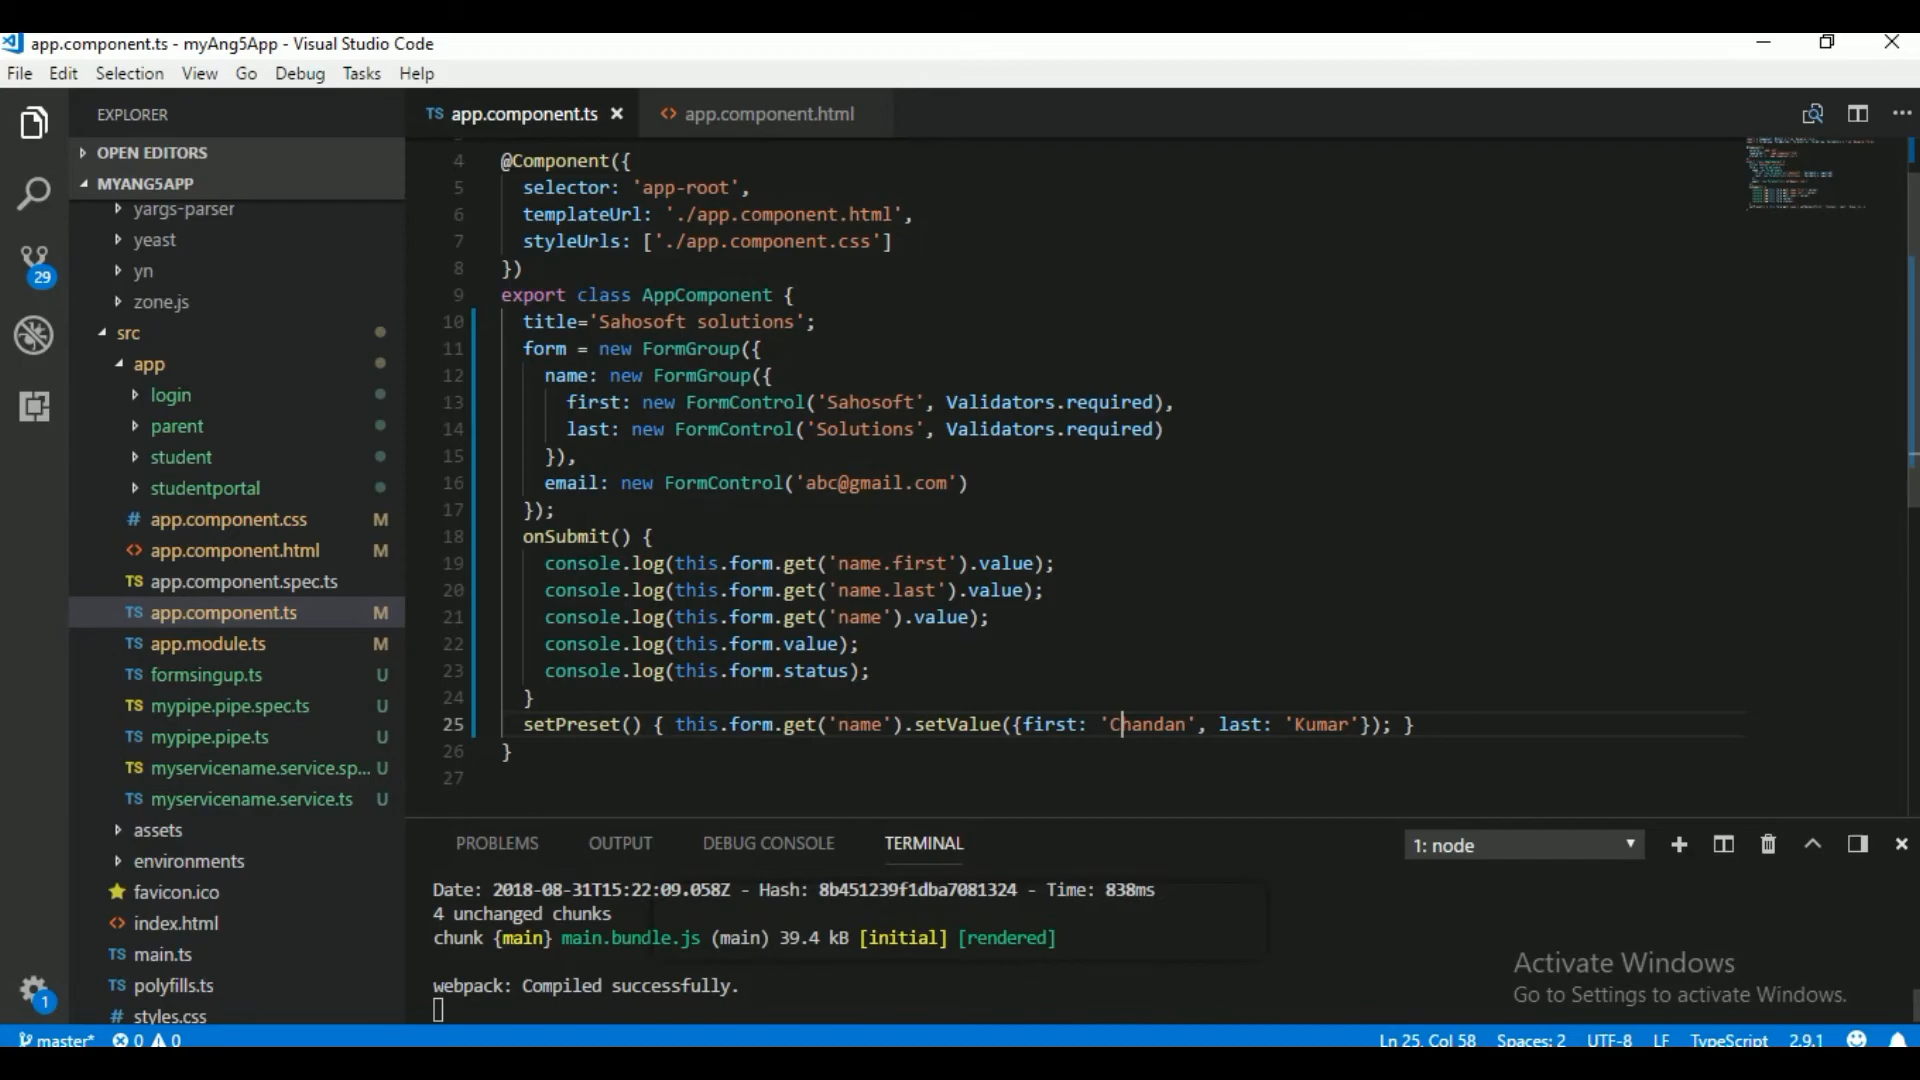 app.component.ts - myAng5App - Visual Studio Code
File Edit Selection View Go Debug Tasks Help
EXPLORER
OPEN EDITORS
MYANG5APP
yargs-parser
yeast
yn
zone.js
src
app
login
parent
student
studentportal
# app.component.css M
<> app.component.html M
TS app.component.spec.ts
TS app.component.ts M
TS app.module.ts M
TS formsingup.ts U
TS mypipe.pipe.spec.ts U
TS mypipe.pipe.ts U
TS myservicename.service.sp... U
TS myservicename.service.ts U
assets
environments
favicon.ico
<> index.html
TS main.ts
TS polyfills.ts
# styles.css
29
1
TS app.component.ts × <> app.component.html
4 @Component({
5 selector: 'app-root',
6 templateUrl: './app.component.html',
7 styleUrls: ['./app.component.css']
8 })
9 export class AppComponent {
10 title='Sahosoft solutions';
11 form = new FormGroup({
12 name: new FormGroup({
13 first: new FormControl('Sahosoft', Validators.required),
14 last: new FormControl('Solutions', Validators.required)
15 }),
16 email: new FormControl('abc@gmail.com')
17 });
18 onSubmit() {
19 console.log(this.form.get('name.first').value);
20 console.log(this.form.get('name.last').value);
21 console.log(this.form.get('name').value);
22 console.log(this.form.value);
23 console.log(this.form.status);
24 }
25 setPreset() { this.form.get('name').setValue({first: 'Chandan', last: 'Kumar'}); }
26 }
27
PROBLEMS OUTPUT DEBUG CONSOLE TERMINAL
1: node
Date: 2018-08-31T15:22:09.058Z - Hash: 8b451239f1dba7081324 - Time: 838ms
4 unchanged chunks
chunk {main} main.bundle.js (main) 39.4 kB [initial] [rendered]
webpack: Compiled successfully.
Activate Windows
Go to Settings to activate Windows.
master* 0 0 Ln 25, Col 58 Spaces: 2 UTF-8 LF TypeScript 2.9.1